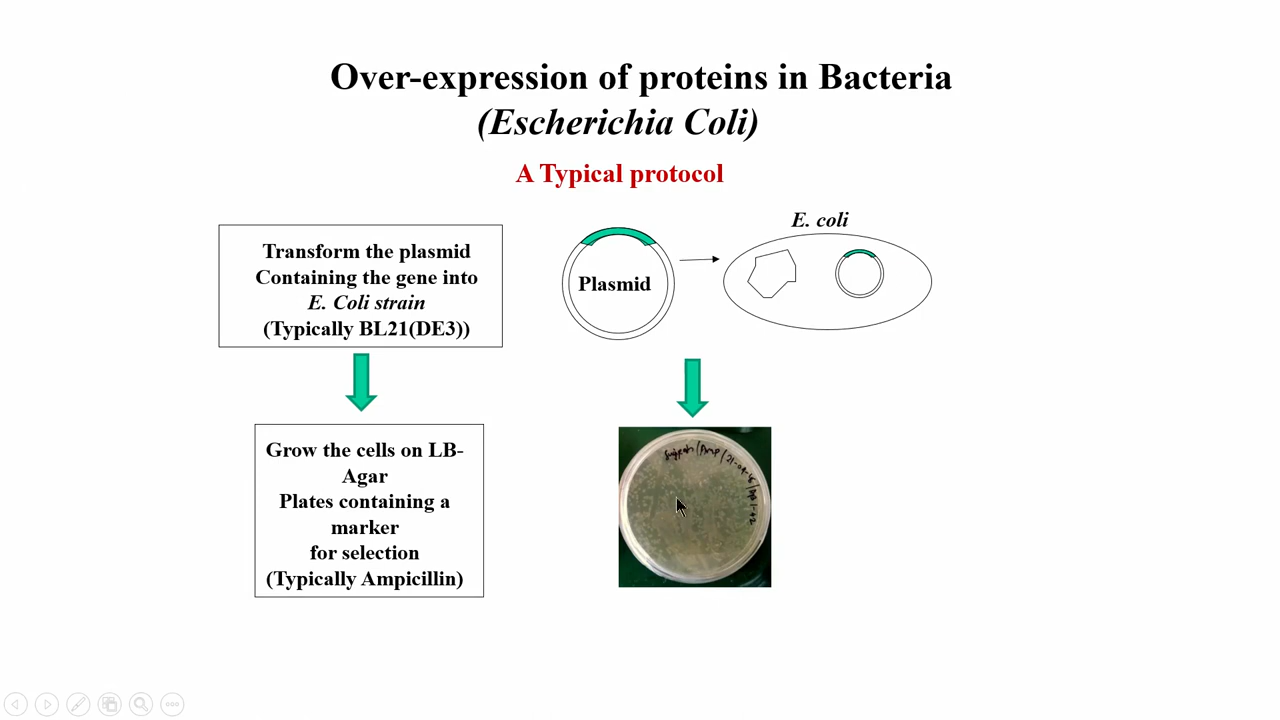 Over-expression of proteins in Bacteria
(Escherichia Coli)
A Typical protocol
Transform the plasmid
Containing the gene into
E. Coli strain
(Typically BL21(DE3))
Plasmid
E. coli
Grow the cells on LB-
Agar
Plates containing a
marker
for selection
(Typically Ampicillin)